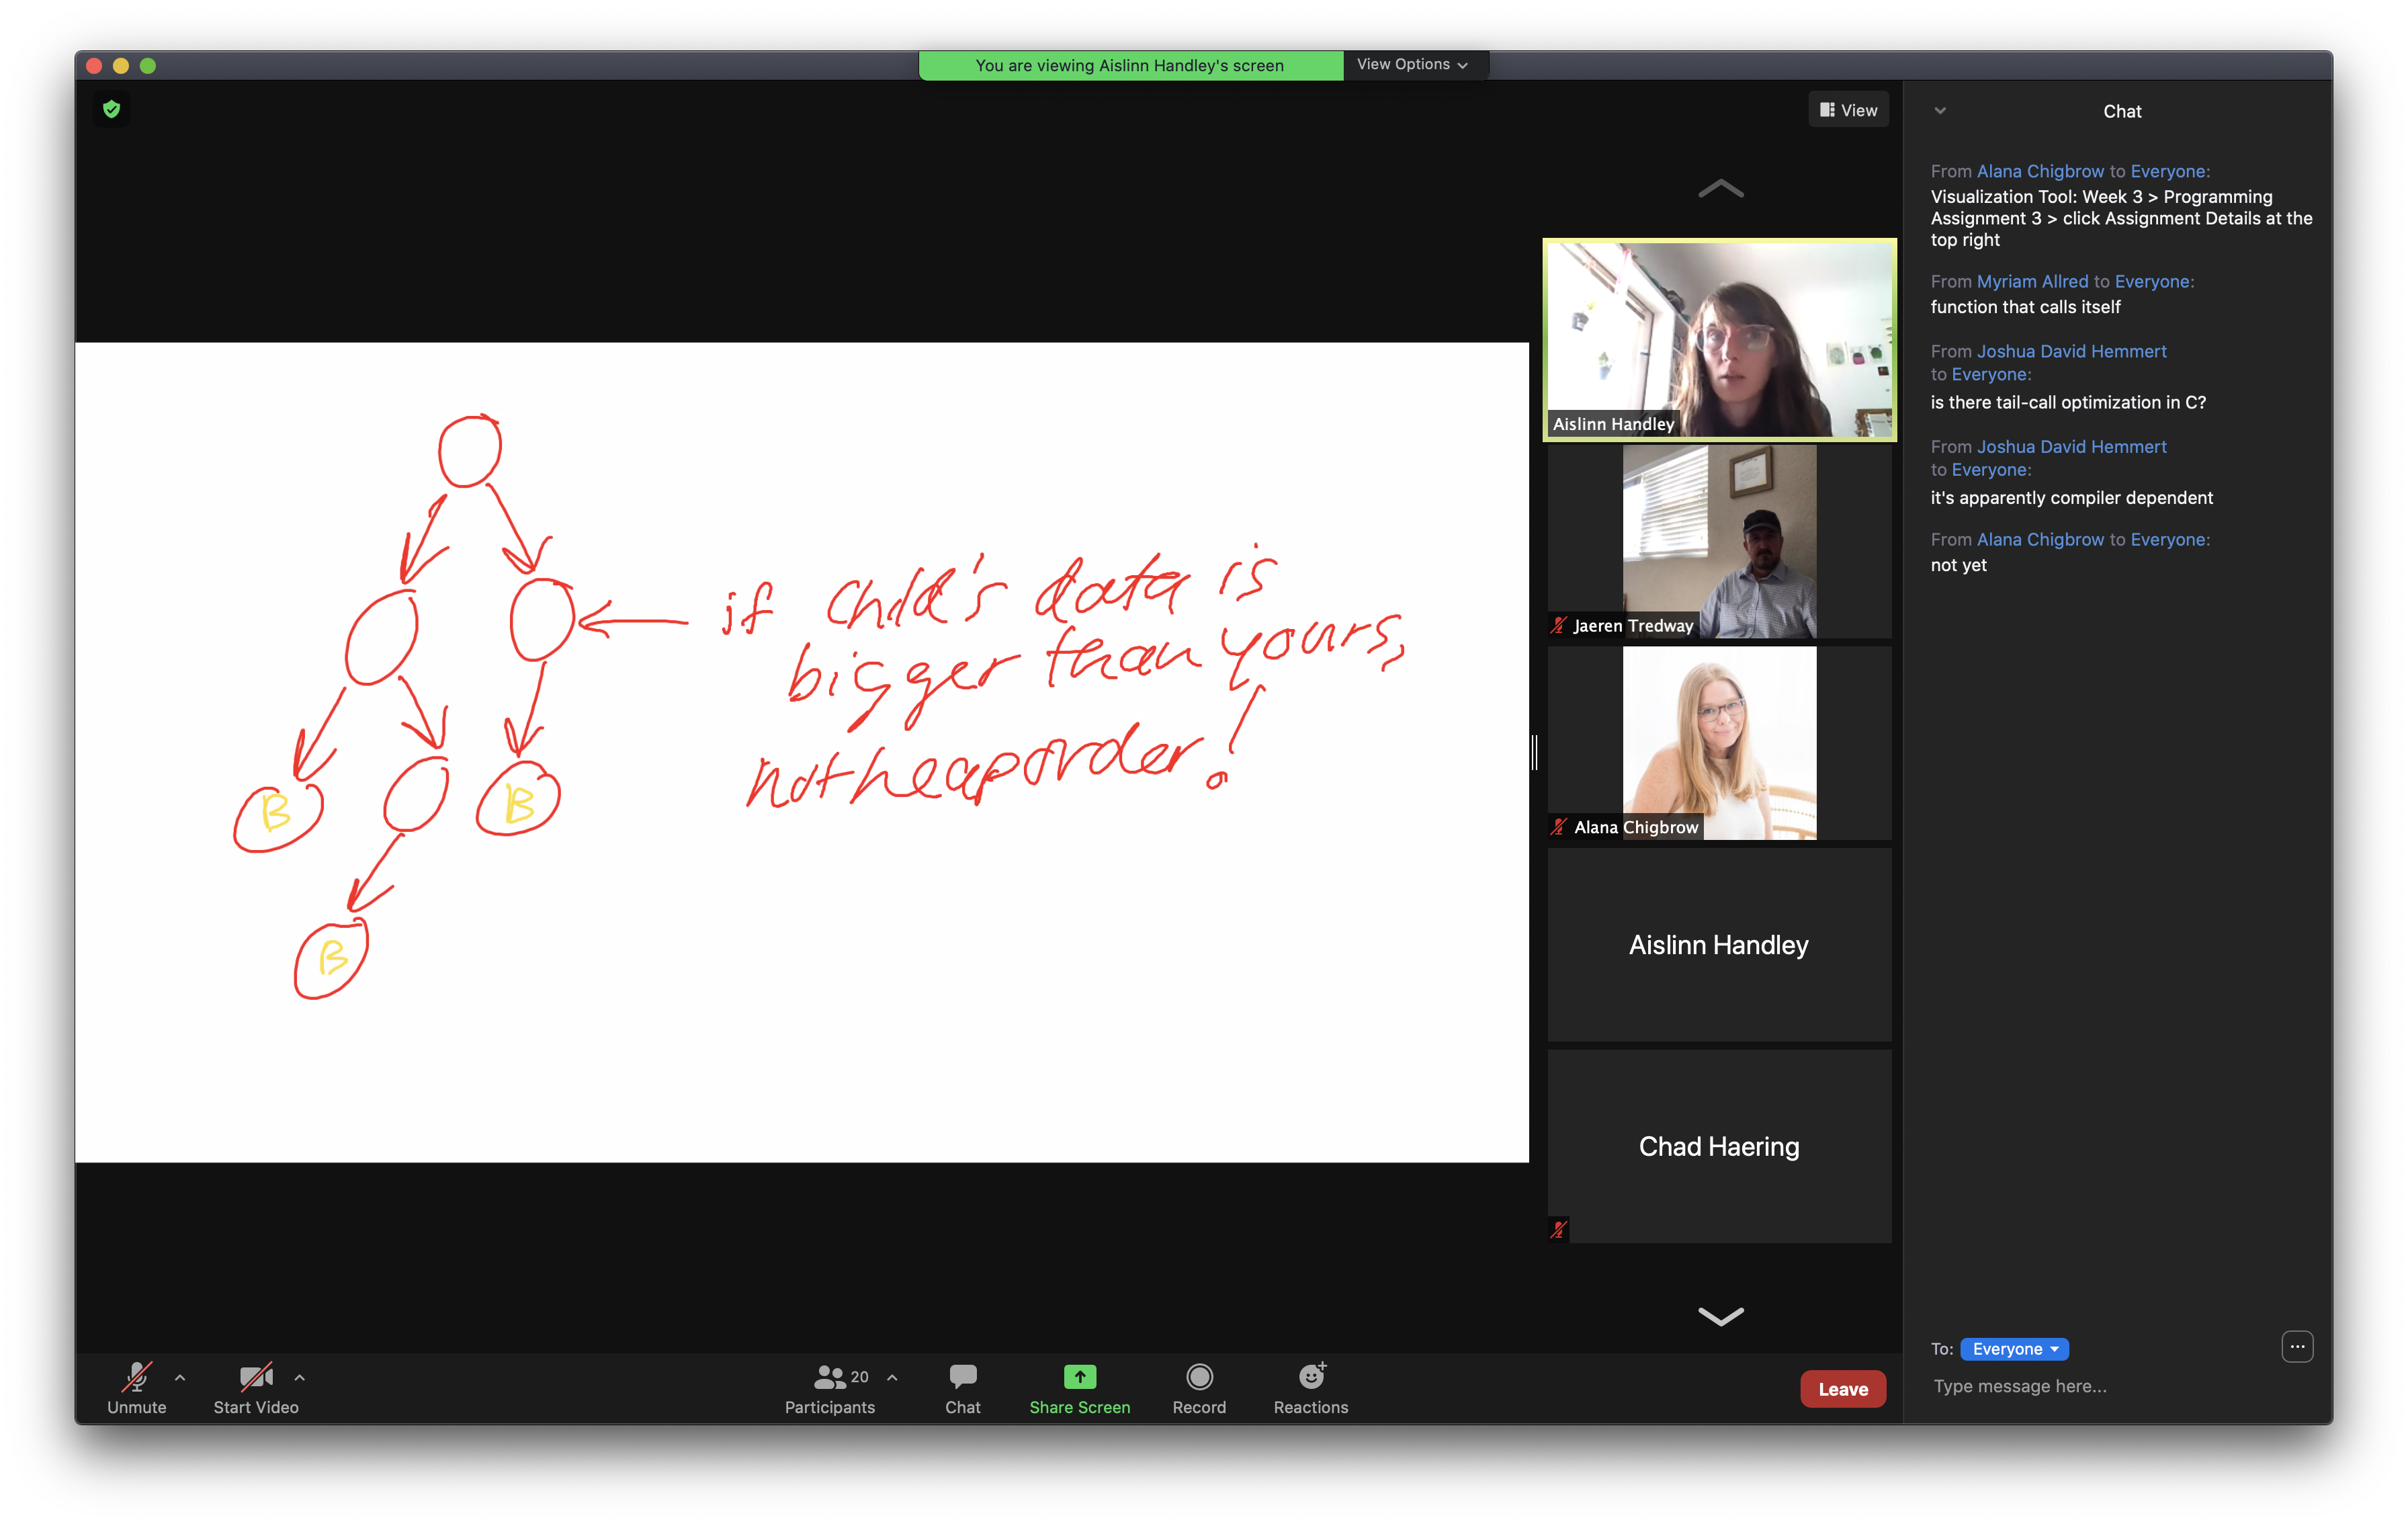 You are viewing Aislinn Handley's screen
View Options
View
if child's data is
bigger than yours,
not heaporder!
B
B
B
Aislinn Handley
Jaeren Tredway
Alana Chigbrow
Aislinn Handley
Chad Haering
Chat
From Alana Chigbrow to Everyone:
Visualization Tool: Week 3 > Programming
Assignment 3 > click Assignment Details at the
top right
From Myriam Allred to Everyone:
function that calls itself
From Joshua David Hemmert
to Everyone:
is there tail-call optimization in C?
From Joshua David Hemmert
to Everyone:
it's apparently compiler dependent
From Alana Chigbrow to Everyone:
not yet
To: Everyone
Type message here...
Unmute
Start Video
20
Participants
Chat
Share Screen
Record
Reactions
Leave